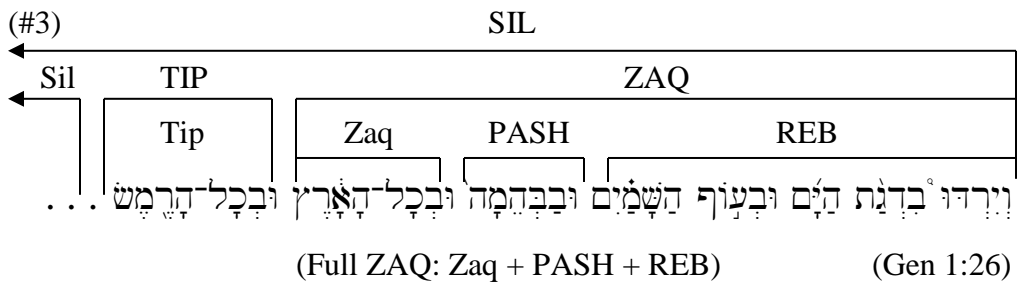 (#3) SIL
Sil TIP ZAQ
Tip Zaq PASH REB
וְיִרְדּוּ֩ בִדְגַ֨ת הַיָּ֜ם וּבְע֣וֹף הַשָּׁמַ֗יִם וּבַבְּהֵמָה֙ וּבְכָל־הָאָ֔רֶץ וּבְכָל־הָרֶ֖מֶשׂ . . .
(Full ZAQ: Zaq + PASH + REB) (Gen 1:26)